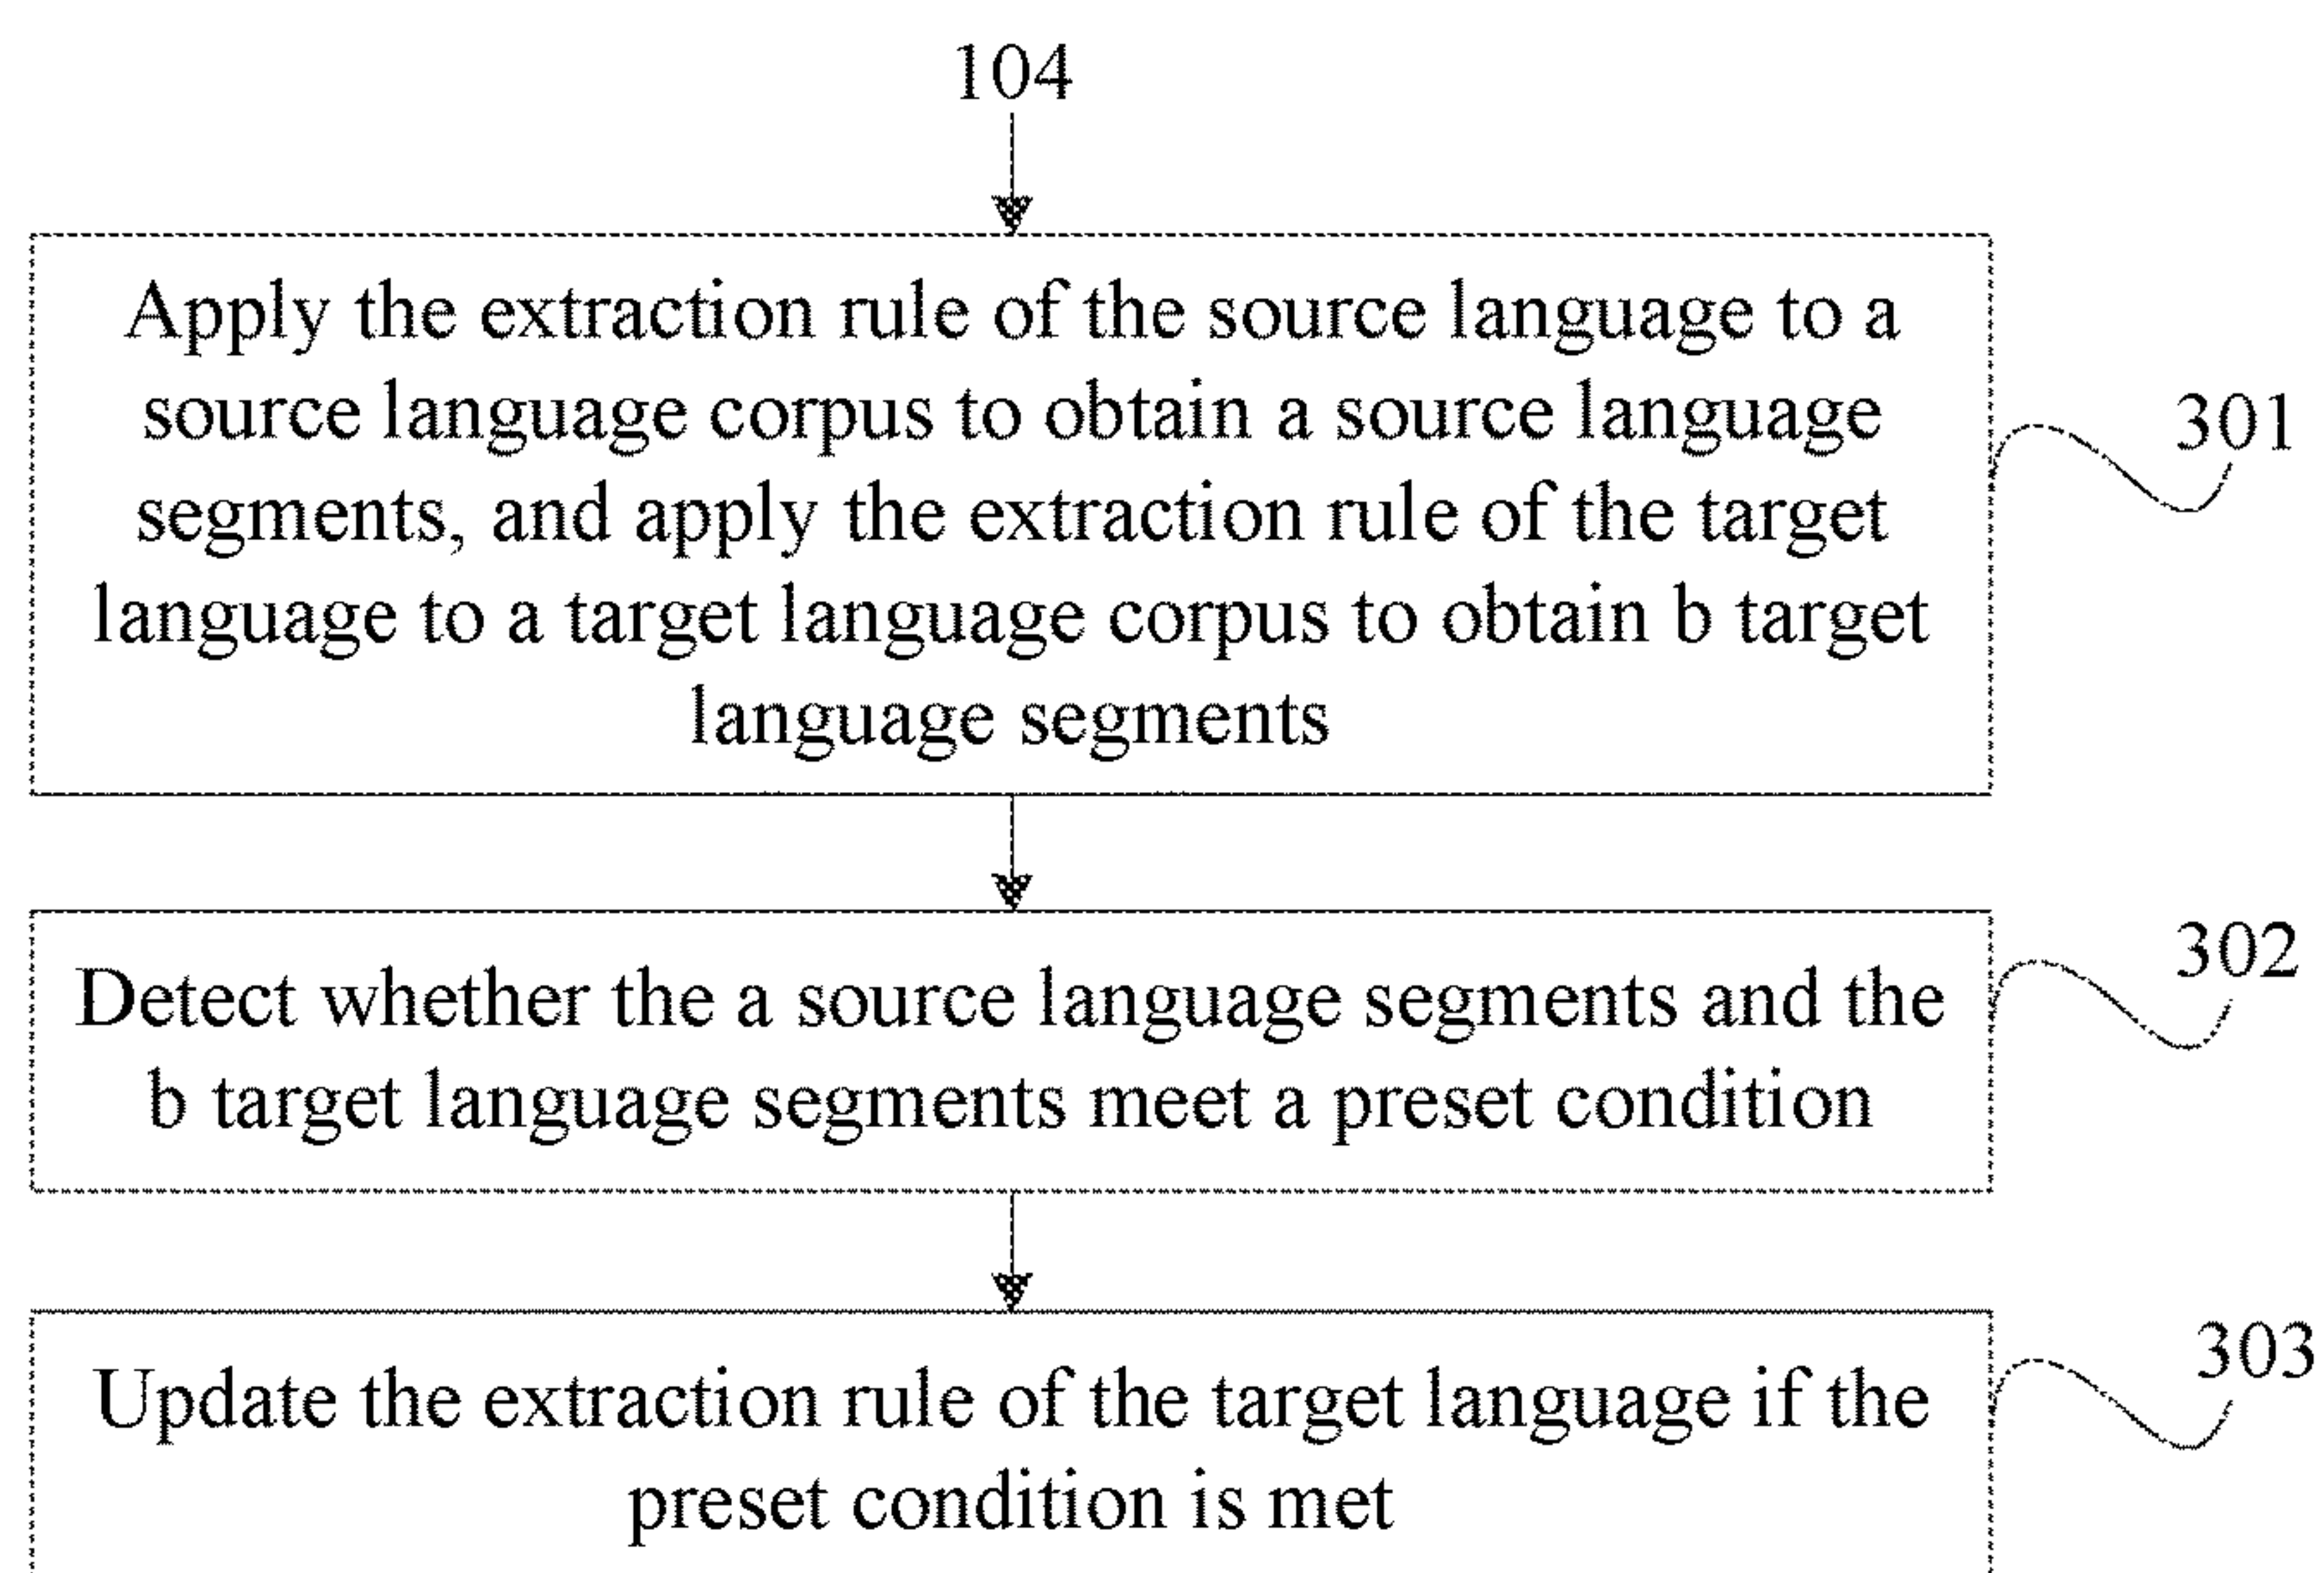 104
Apply the extraction rule of the source language to a
source language corpus to obtain a source language
segments, and apply the extraction rule of the target
language to a target language corpus to obtain b target
language segments
301
Detect whether the a source language segments and the
b target language segments meet a preset condition
302
Update the extraction rule of the target language if the
preset condition is met
303